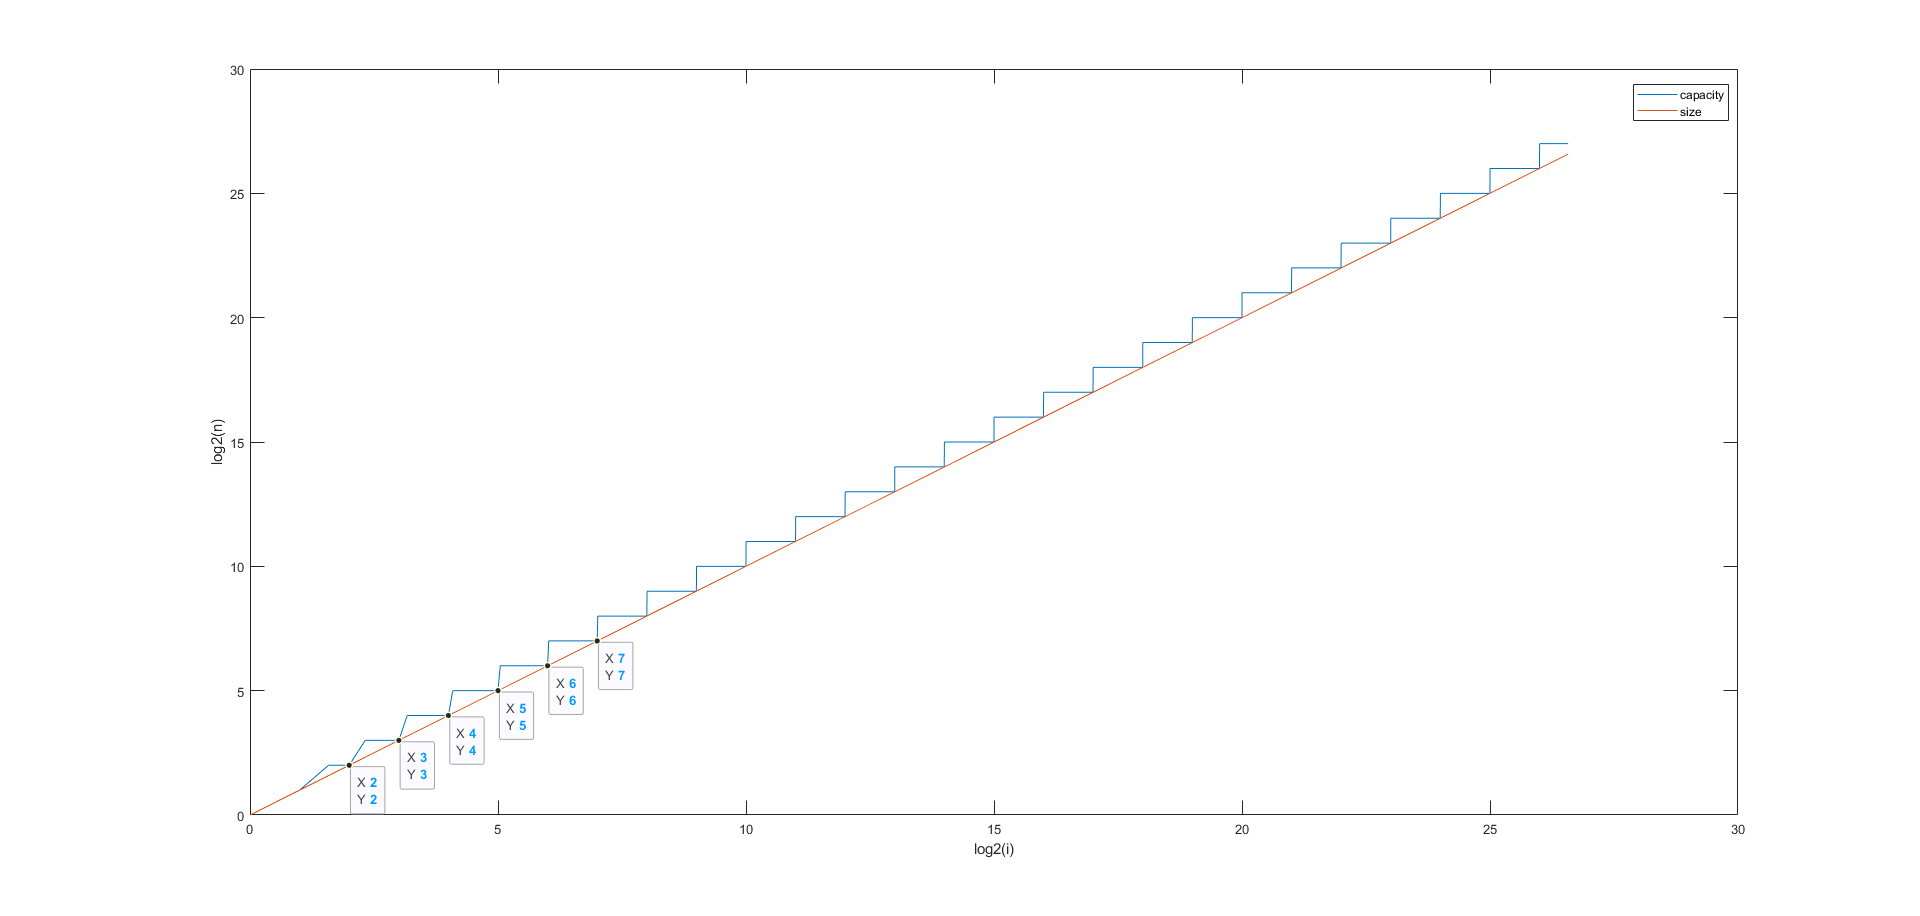 30
capacity
size
25
20
15
log2(n)
10
X 7
Y 7
X 6
Y 6
5
X 5
Y 5
X 4
Y 4
X 3
Y 3
X 2
Y 2
0
0 5 10 15 20 25 30
log2(i)